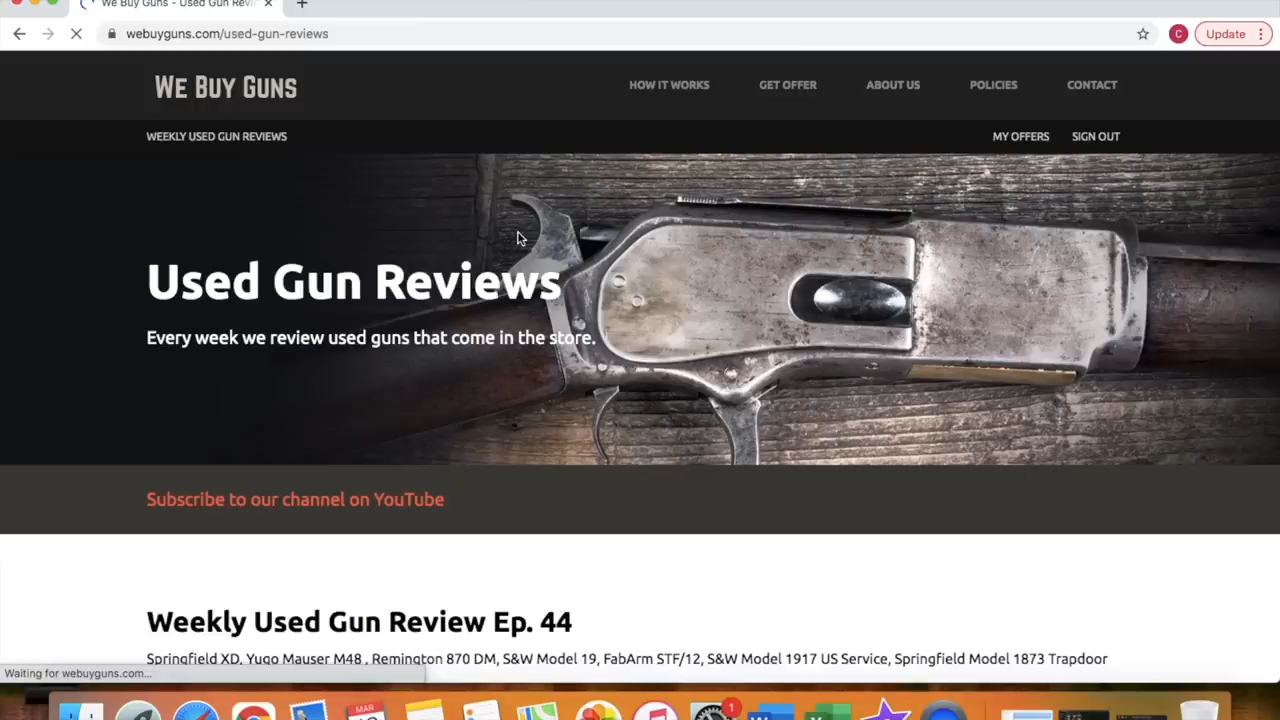 We Buy Guns - Used Gun Revi
webuyguns.com/used-gun-reviews
C
Update
WE BUY GUNS
HOW IT WORKS
GET OFFER
ABOUT US
POLICIES
CONTACT
WEEKLY USED GUN REVIEWS
MY OFFERS
SIGN OUT
Used Gun Reviews
Every week we review used guns that come in the store.
Subscribe to our channel on YouTube
Weekly Used Gun Review Ep. 44
Springfield XD, Yugo Mauser M48 , Remington 870 DM, S&W Model 19, FabArm STF/12, S&W Model 1917 US Service, Springfield Model 1873 Trapdoor
Waiting for webuyguns.com...
MAR
1